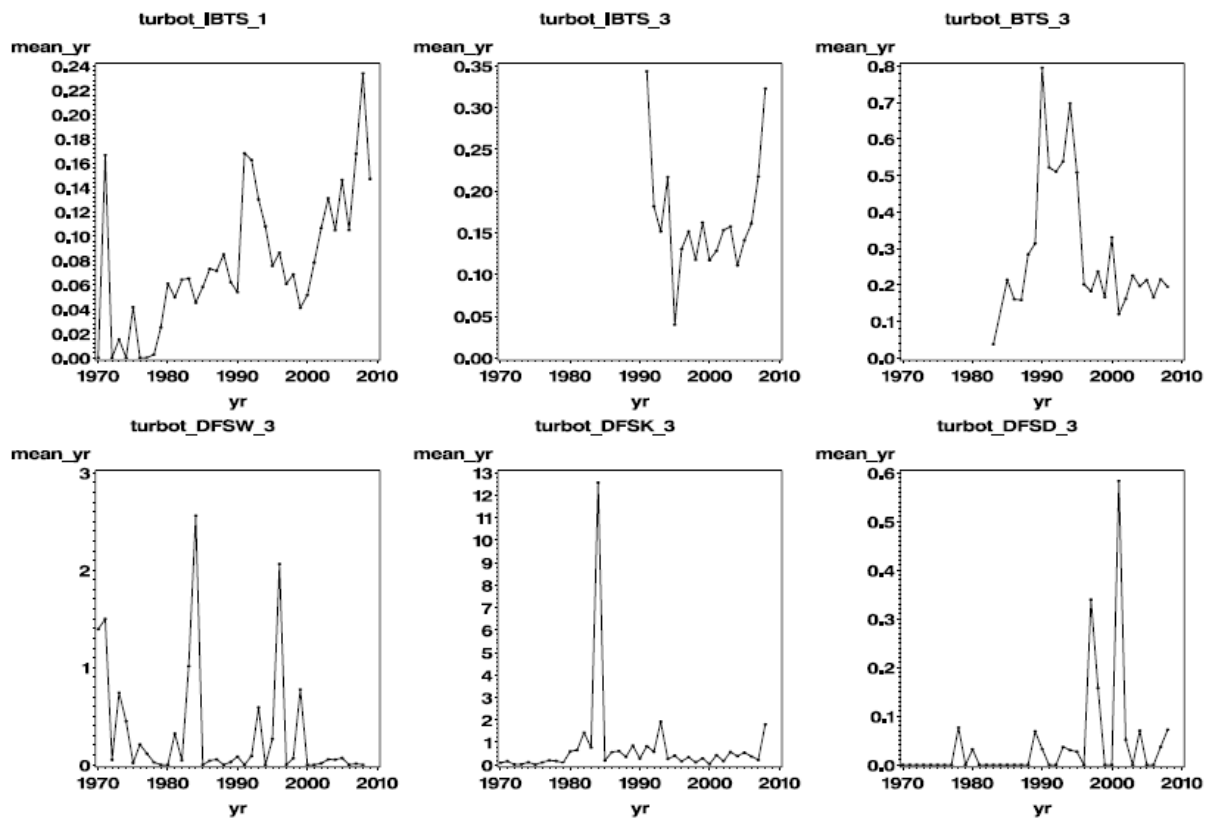 turbot_IBTS_1
mean_yr
0.24
0.22
0.20
0.18
0.16
0.14
0.12
0.10
0.08
0.06
0.04
0.02
0.00
1970 1980 1990 2000 2010
yr
turbot_IBTS_3
mean_yr
0.35
0.30
0.25
0.20
0.15
0.10
0.05
0.00
1970 1980 1990 2000 2010
yr
turbot_BTS_3
mean_yr
0.8
0.7
0.6
0.5
0.4
0.3
0.2
0.1
0.0
1970 1980 1990 2000 2010
yr
turbot_DFSW_3
mean_yr
3
2
1
0
1970 1980 1990 2000 2010
yr
turbot_DFSK_3
mean_yr
13
12
11
10
9
8
7
6
5
4
3
2
1
0
1970 1980 1990 2000 2010
yr
turbot_DFSD_3
mean_yr
0.6
0.5
0.4
0.3
0.2
0.1
0.0
1970 1980 1990 2000 2010
yr